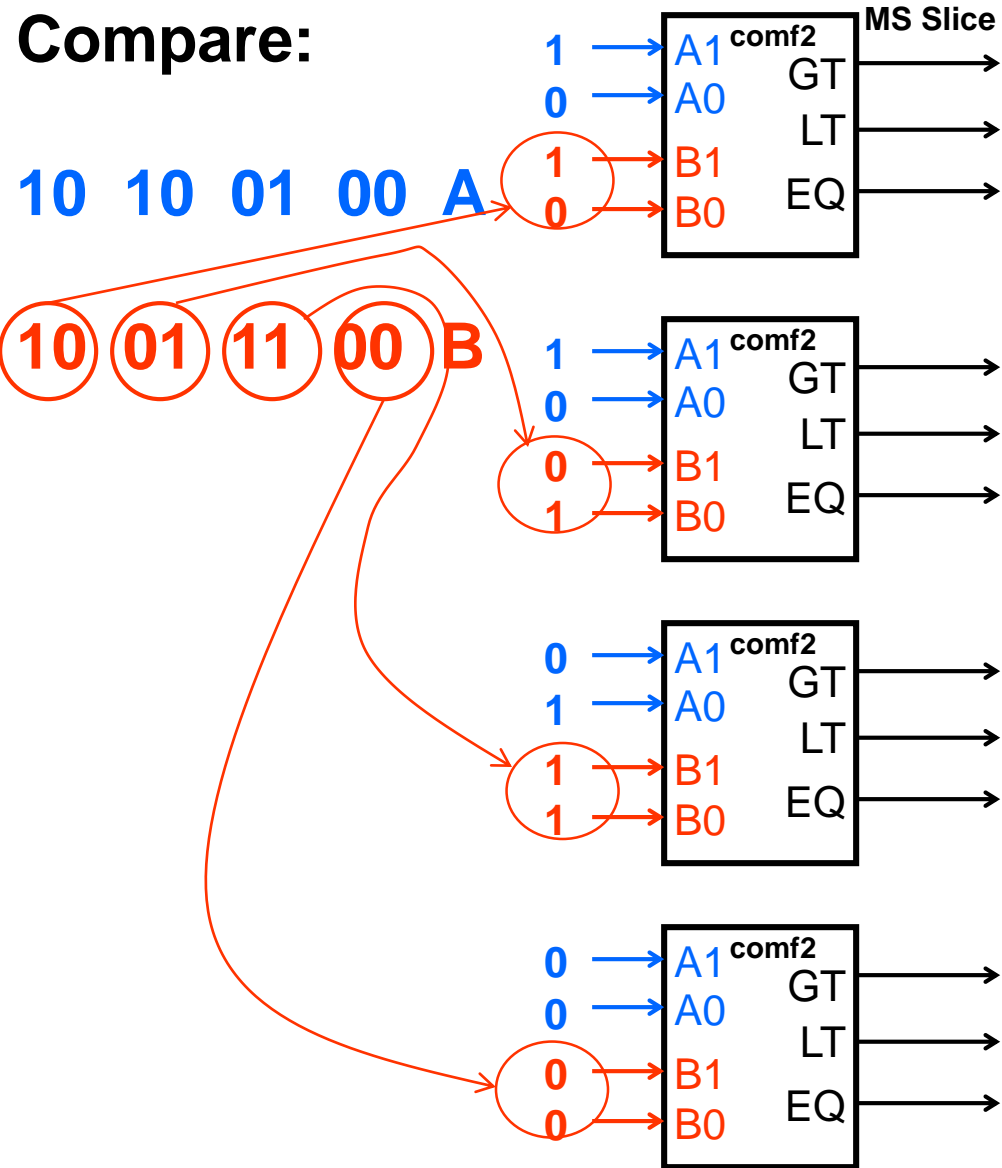 Compare:
10 10 01 00 A
10 01 11 00 B
MS Slice
comf2
1 A1 GT
0 A0
LT
1 B1
EQ
0 B0
comf2
1 A1 GT
0 A0
LT
0 B1
EQ
1 B0
comf2
0 A1 GT
1 A0
LT
1 B1
EQ
1 B0
comf2
0 A1 GT
0 A0
LT
0 B1
EQ
0 B0